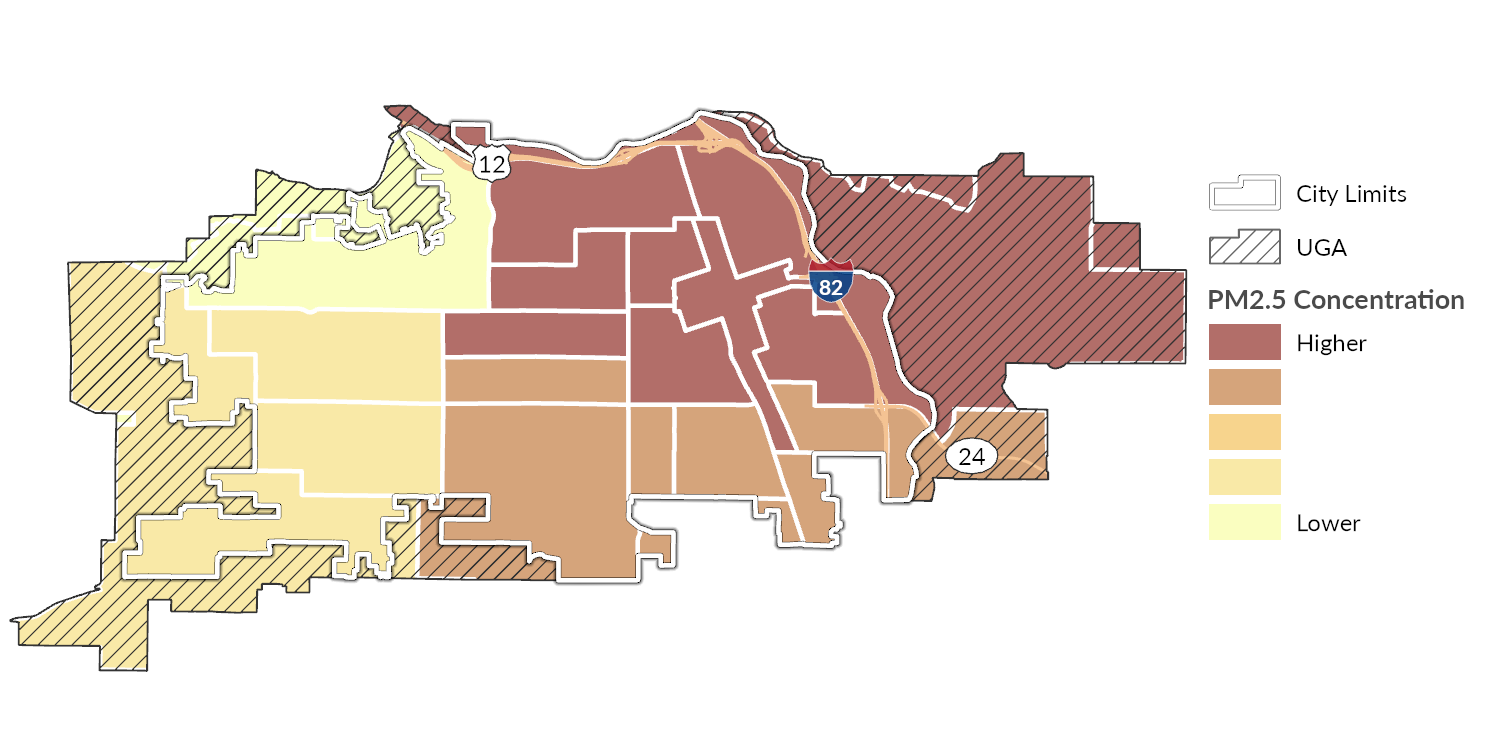 12
82
24
City Limits
UGA
PM2.5 Concentration
Higher
Lower